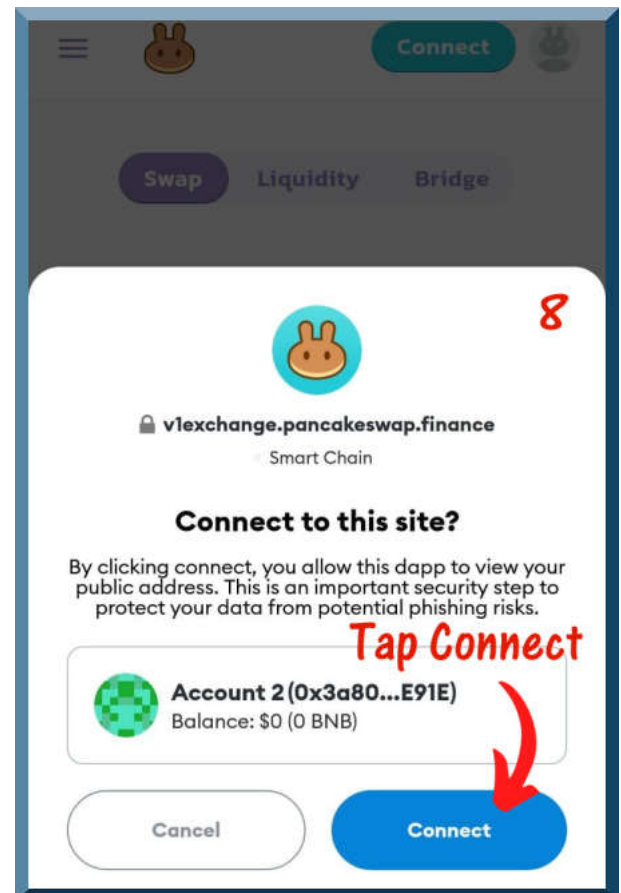 Connect
Swap Liquidity Bridge
8
v1exchange.pancakeswap.finance
Smart Chain
Connect to this site?
By clicking connect, you allow this dapp to view your
public address. This is an important security step to
protect your data from potential phishing risks.
Tap Connect
Account 2 (0x3a80...E91E)
Balance: $0 (0 BNB)
Cancel Connect